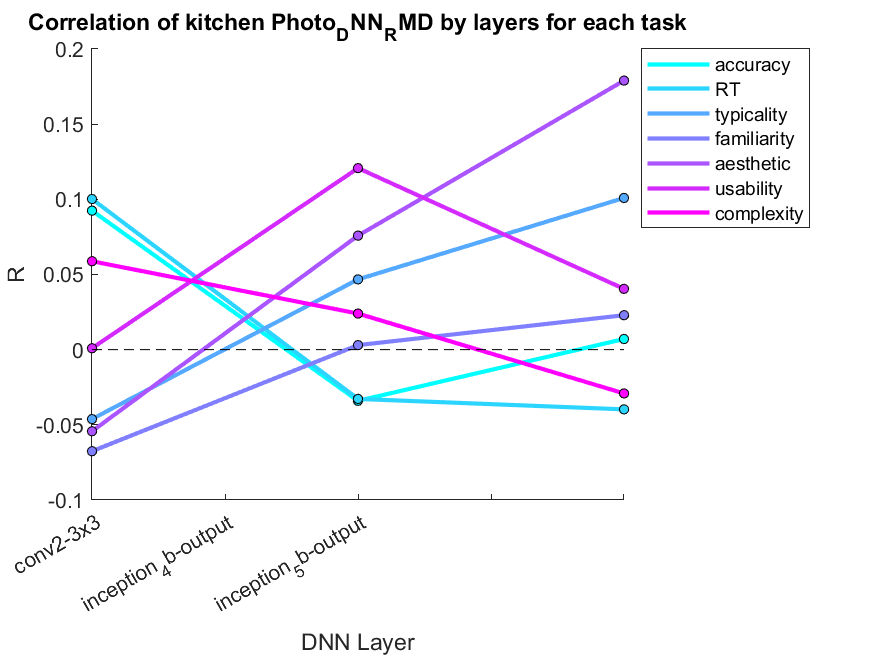 Correlation of kitchen Photo_DNN_RMD by layers for each task
0.2
0.15
0.1
0.05
0
-0.05
-0.1
R
accuracy
RT
typicality
familiarity
aesthetic
usability
complexity
conv2-3x3
inception_4b-output
inception_5b-output
DNN Layer